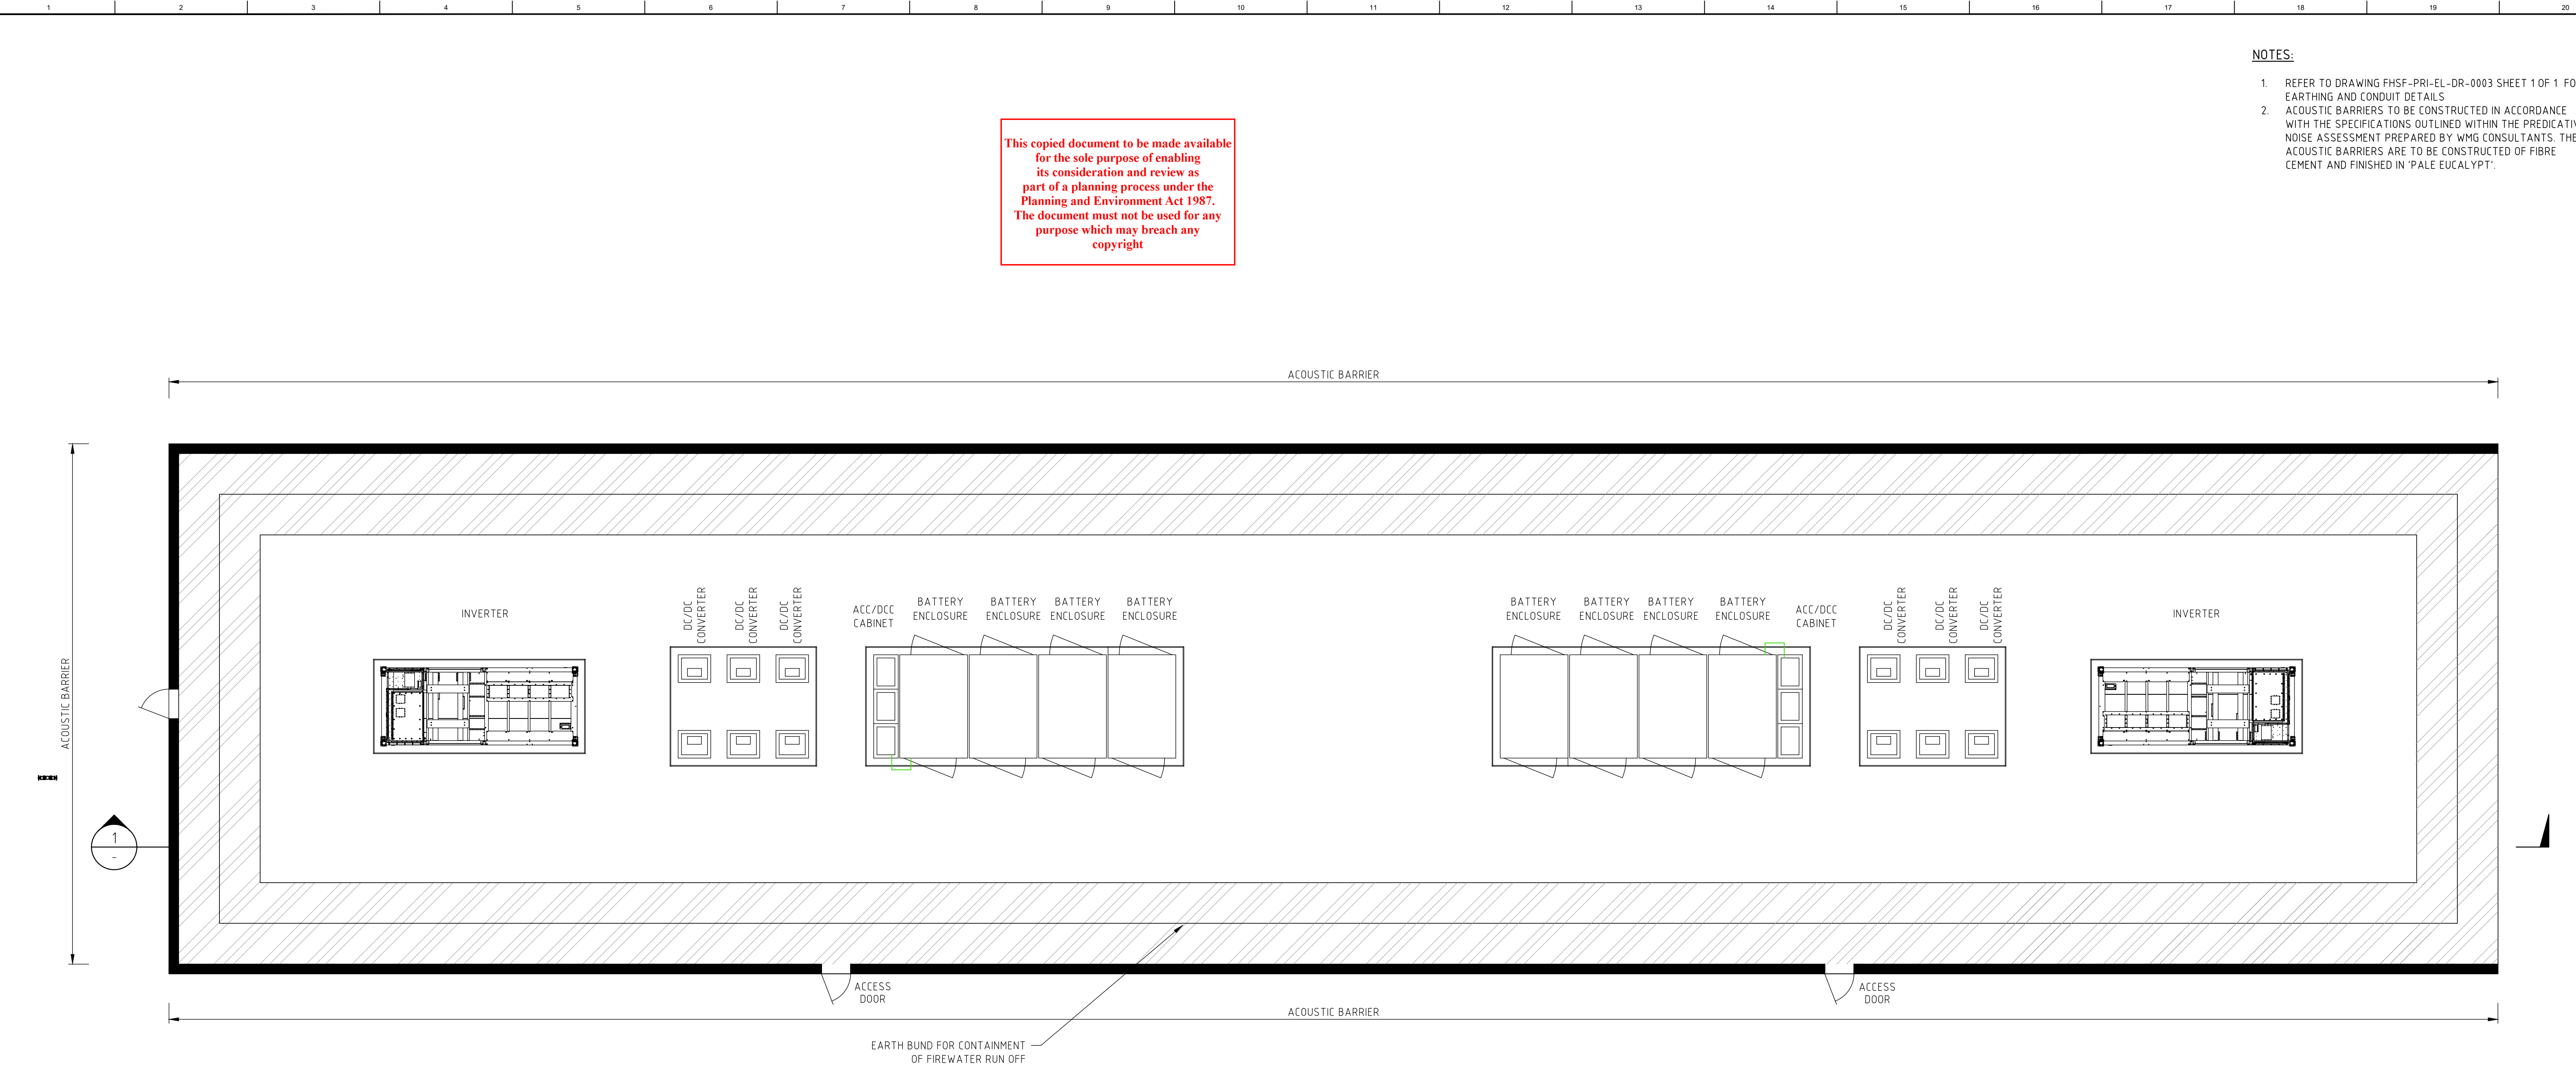 1 2 3 4 5 6 7 8 9 10 11 12 13 14 15 16 17 18 19 20
NOTES:
1. REFER TO DRAWING FHSF-PRI-EL-DR-0003 SHEET 1 OF 1 FO
EARTHING AND CONDUIT DETAILS
2. ACOUSTIC BARRIERS TO BE CONSTRUCTED IN ACCORDANCE
WITH THE SPECIFICATIONS OUTLINED WITHIN THE PREDICATIV
NOISE ASSESSMENT PREPARED BY WMG CONSULTANTS. THE
ACOUSTIC BARRIERS ARE TO BE CONSTRUCTED OF FIBRE
CEMENT AND FINISHED IN 'PALE EUCALYPT'.
This copied document to be made available
for the sole purpose of enabling
its consideration and review as
part of a planning process under the
Planning and Environment Act 1987.
The document must not be used for any
purpose which may breach any
copyright
ACOUSTIC BARRIER
ACOUSTIC BARRIER
INVERTER
DC/DC
CONVERTER
DC/DC
CONVERTER
DC/DC
CONVERTER
ACC/DCC
CABINET
BATTERY
ENCLOSURE
BATTERY
ENCLOSURE
BATTERY
ENCLOSURE
BATTERY
ENCLOSURE
BATTERY
ENCLOSURE
BATTERY
ENCLOSURE
BATTERY
ENCLOSURE
BATTERY
ENCLOSURE
ACC/DCC
CABINET
DC/DC
CONVERTER
DC/DC
CONVERTER
DC/DC
CONVERTER
INVERTER
1
-
ACCESS
DOOR
ACCESS
DOOR
ACOUSTIC BARRIER
EARTH BUND FOR CONTAINMENT
OF FIREWATER RUN OFF